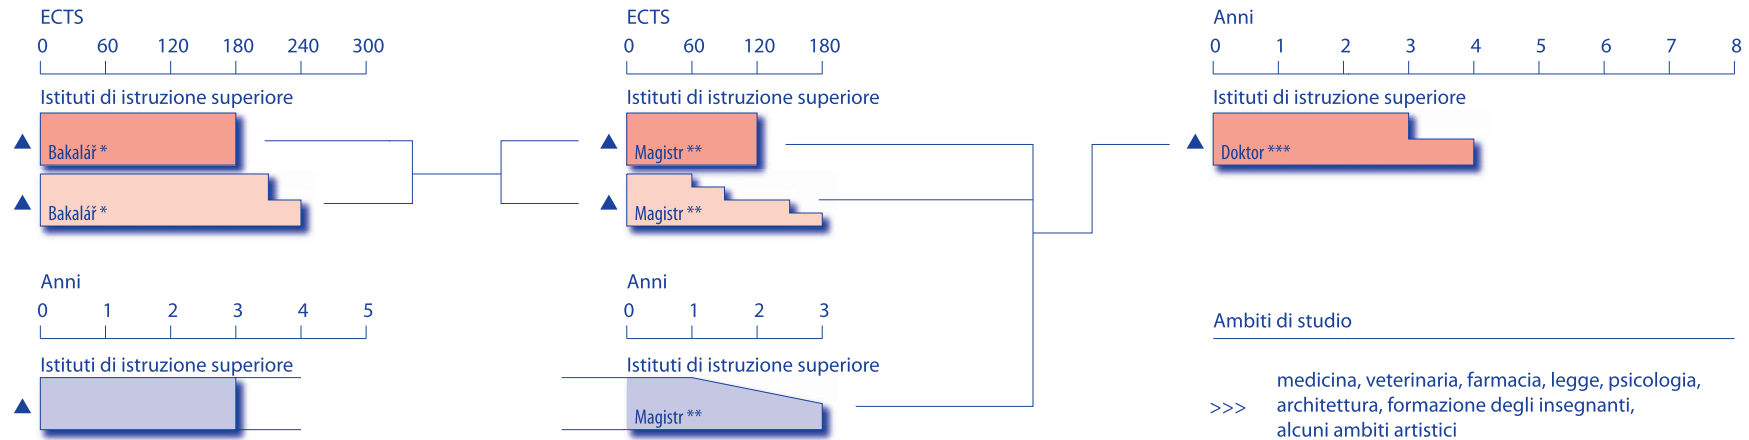 ECTS
0 60 120 180 240 300
Istituti di istruzione superiore
Bakalář *
Bakalář *
Anni
0 1 2 3 4 5
Istituti di istruzione superiore
ECTS
0 60 120 180
Istituti di istruzione superiore
Magistr **
Magistr **
Anni
0 1 2 3
Istituti di istruzione superiore
Magistr **
Anni
0 1 2 3 4 5 6 7 8
Istituti di istruzione superiore
Doktor ***
Ambiti di studio
>>>
medicina, veterinaria, farmacia, legge, psicologia,
architettura, formazione degli insegnanti,
alcuni ambiti artistici